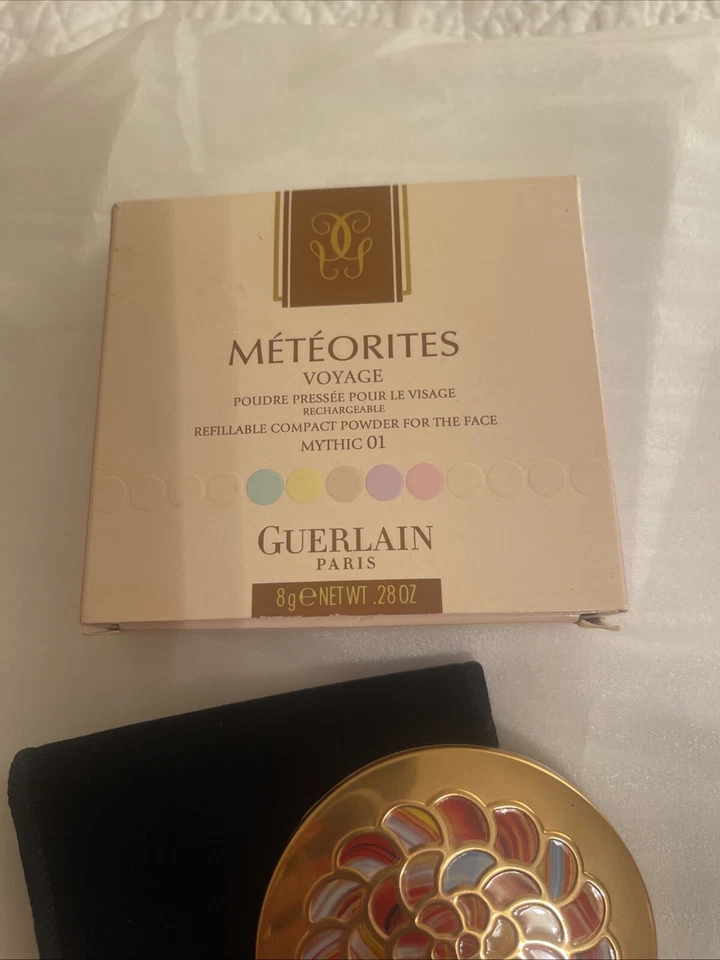 MÉTÉORITES
VOYAGE
POUDRE PRESSÉE POUR LE VISAGE
RECHARGEABLE
REFILLABLE COMPACT POWDER FOR THE FACE
MYTHIC 01
GUERLAIN
PARIS
8 g e NET WT .28 OZ